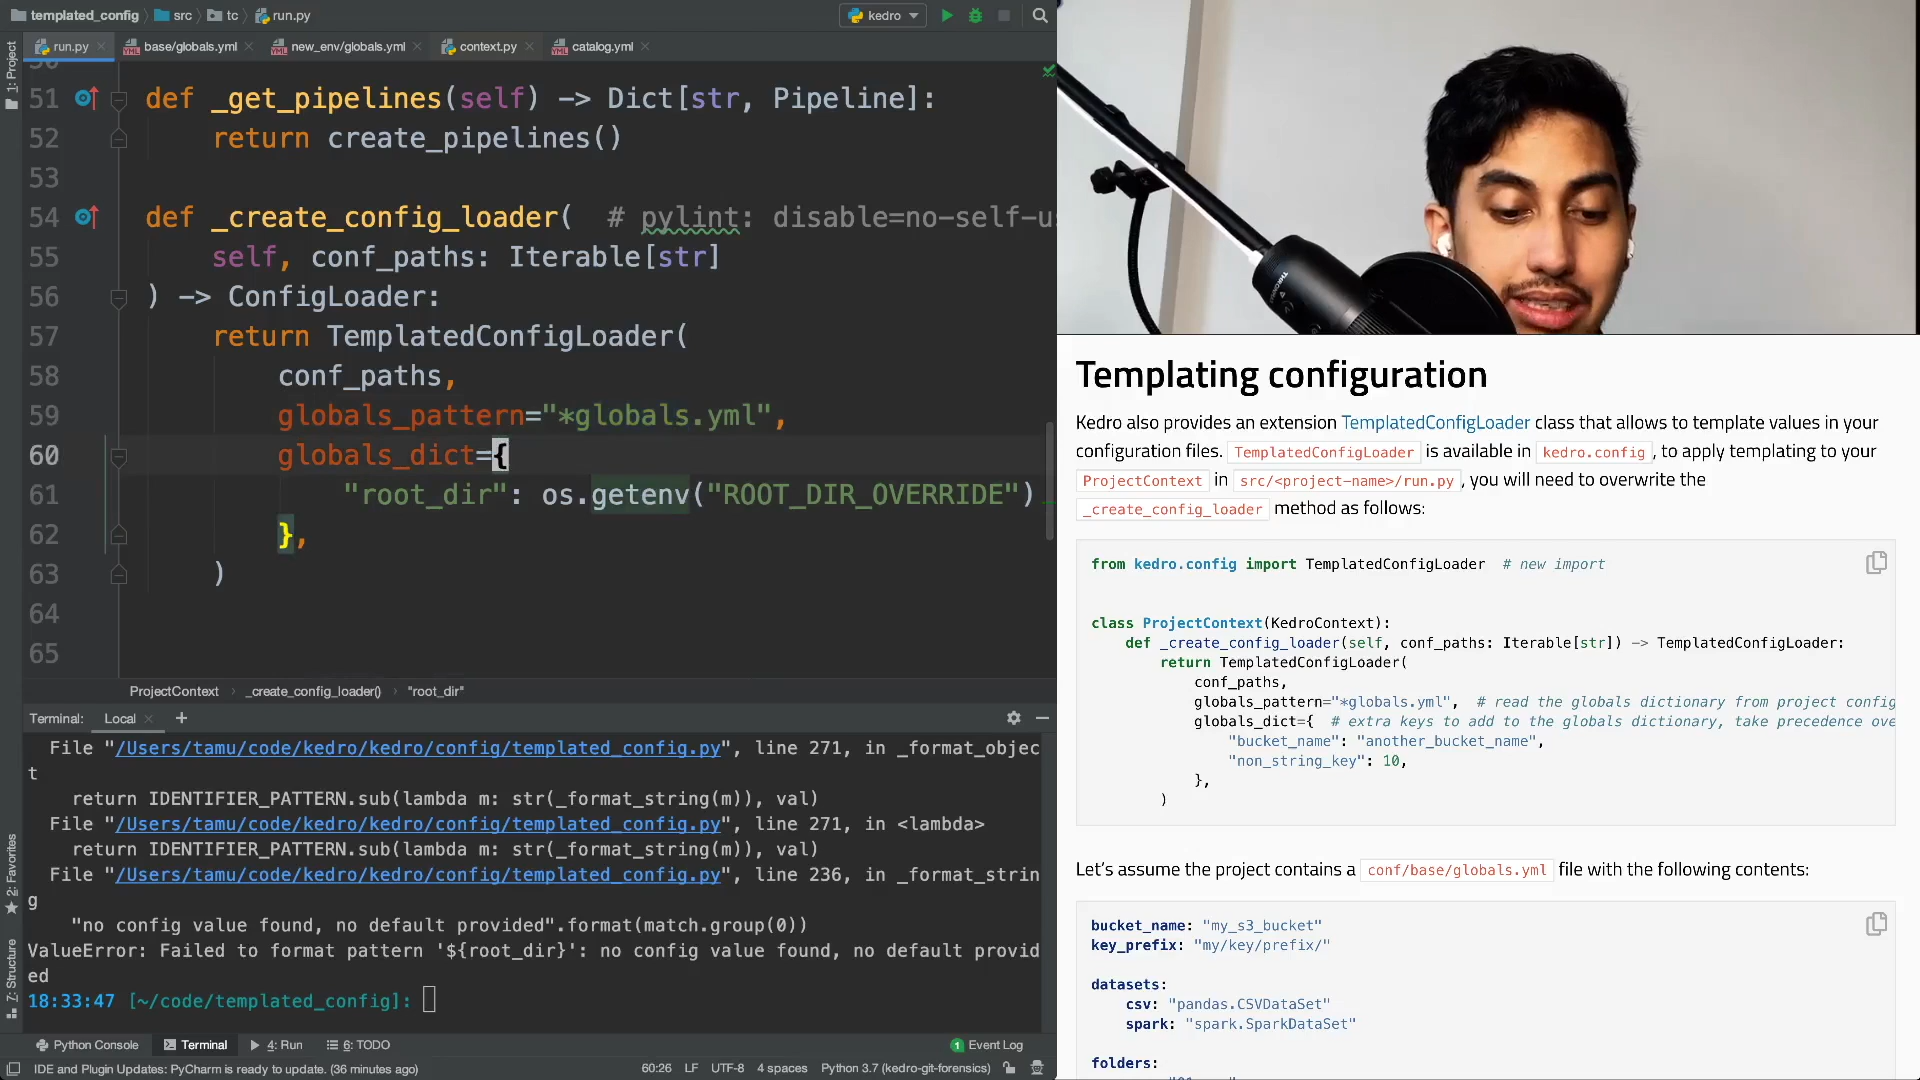 templated_config src tc run.py kedro
run.py base/globals.yml new_env/globals.yml context.py catalog.yml
1: Project
51 def _get_pipelines(self) -> Dict[str, Pipeline]:
52 return create_pipelines()
53
54 def _create_config_loader( # pylint: disable=no-self-u
55 self, conf_paths: Iterable[str]
56 ) -> ConfigLoader:
57 return TemplatedConfigLoader(
58 conf_paths,
59 globals_pattern="*globals.yml",
60 globals_dict={
61 "root_dir": os.getenv("ROOT_DIR_OVERRIDE")
62 },
63 )
64
65
ProjectContext _create_config_loader() "root_dir"
Terminal: Local +
File "/Users/tamu/code/kedro/kedro/config/templated_config.py", line 271, in _format_objec
t
return IDENTIFIER_PATTERN.sub(lambda m: str(_format_string(m)), val)
File "/Users/tamu/code/kedro/kedro/config/templated_config.py", line 271, in <lambda>
return IDENTIFIER_PATTERN.sub(lambda m: str(_format_string(m)), val)
File "/Users/tamu/code/kedro/kedro/config/templated_config.py", line 236, in _format_strin
g
"no config value found, no default provided".format(match.group(0))
ValueError: Failed to format pattern '${root_dir}': no config value found, no default provid
ed
18:33:47 [~/code/templated_config]:
2: Favorites
7: Structure
Python Console Terminal 4: Run 6: TODO 1 Event Log
IDE and Plugin Updates: PyCharm is ready to update. (36 minutes ago) 60:26 LF UTF-8 4 spaces Python 3.7 (kedro-git-forensics)
Templating configuration
Kedro also provides an extension TemplatedConfigLoader class that allows to template values in your
configuration files. TemplatedConfigLoader is available in kedro.config, to apply templating to your
ProjectContext in src/<project-name>/run.py, you will need to overwrite the
_create_config_loader method as follows:
from kedro.config import TemplatedConfigLoader # new import
class ProjectContext(KedroContext):
def _create_config_loader(self, conf_paths: Iterable[str]) -> TemplatedConfigLoader:
return TemplatedConfigLoader(
conf_paths,
globals_pattern="*globals.yml", # read the globals dictionary from project config
globals_dict={ # extra keys to add to the globals dictionary, take precedence ove
"bucket_name": "another_bucket_name",
"non_string_key": 10,
},
)
Let's assume the project contains a conf/base/globals.yml file with the following contents:
bucket_name: "my_s3_bucket"
key_prefix: "my/key/prefix/"
datasets:
csv: "pandas.CSVDataSet"
spark: "spark.SparkDataSet"
folders: